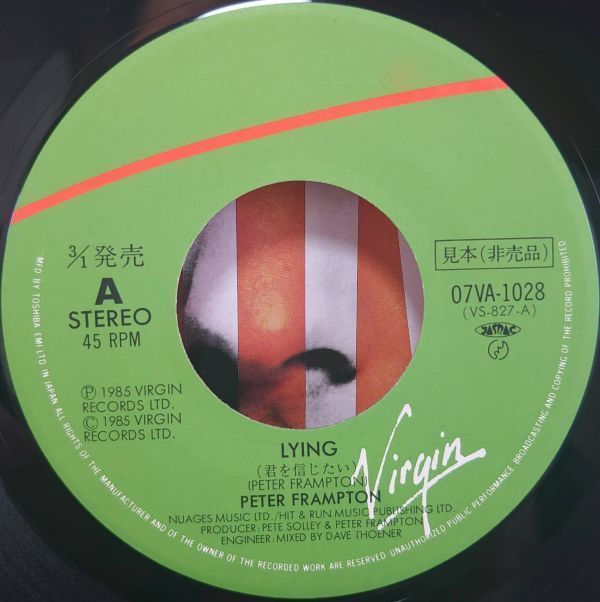 3/1 発売
見本(非売品)
A
STEREO
45 RPM
07VA-1028
(VS-827-A)
JASRAC
Ⓟ 1985 VIRGIN
RECORDS LTD.
© 1985 VIRGIN
RECORDS LTD.
LYING
(君を信じたい)
(PETER FRAMPTON)
PETER FRAMPTON
Virgin
NUAGES MUSIC LTD./HIT & RUN MUSIC PUBLISHING LTD.
PRODUCER: PETE SOLLEY & PETER FRAMPTON
ENGINEER: MIXED BY DAVE THOENER
MF'D BY TOSHIBA EMI LTD. IN JAPAN ALL RIGHTS OF THE MANUFACTURER AND OF THE OWNER OF THE RECORDED WORK ARE RESERVED UNAUTHORIZED PUBLIC PERFORMANCE BROADCASTING AND COPYING OF THE RECORD PROHIBITED